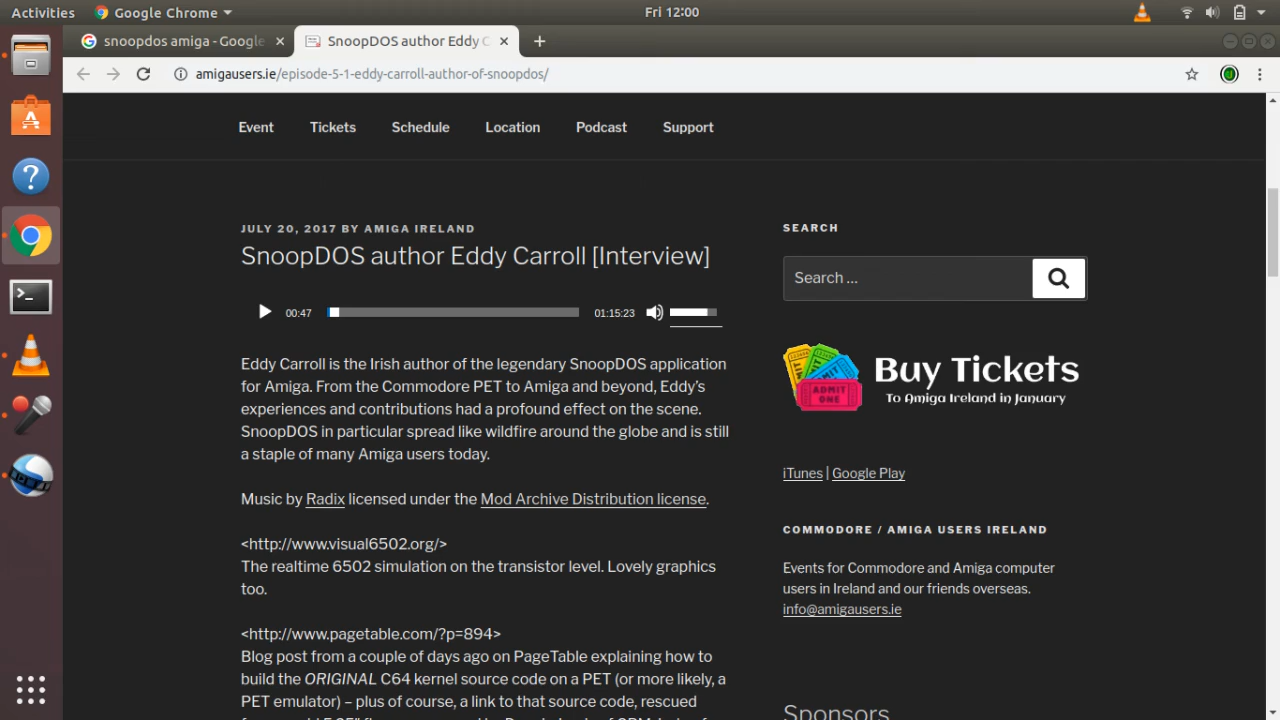 Activities
Google Chrome
Fri 12:00
snoopdos amiga - Google
SnoopDOS author Eddy C
amigausers.ie/episode-5-1-eddy-carroll-author-of-snoopdos/
Event
Tickets
Schedule
Location
Podcast
Support
JULY 20, 2017 BY AMIGA IRELAND
SnoopDOS author Eddy Carroll [Interview]
00:47
01:15:23
Eddy Carroll is the Irish author of the legendary SnoopDOS application
for Amiga. From the Commodore PET to Amiga and beyond, Eddy's
experiences and contributions had a profound effect on the scene.
SnoopDOS in particular spread like wildfire around the globe and is still
a staple of many Amiga users today.
Music by Radix licensed under the Mod Archive Distribution license.
<http://www.visual6502.org/>
The realtime 6502 simulation on the transistor level. Lovely graphics
too.
<http://www.pagetable.com/?p=894>
Blog post from a couple of days ago on PageTable explaining how to
build the ORIGINAL C64 kernel source code on a PET (or more likely, a
PET emulator) – plus of course, a link to that source code, rescued
SEARCH
Search ...
ADMIT
ONE
Buy Tickets
To Amiga Ireland in January
iTunes | Google Play
COMMODORE / AMIGA USERS IRELAND
Events for Commodore and Amiga computer
users in Ireland and our friends overseas.
info@amigausers.ie
Sponsors